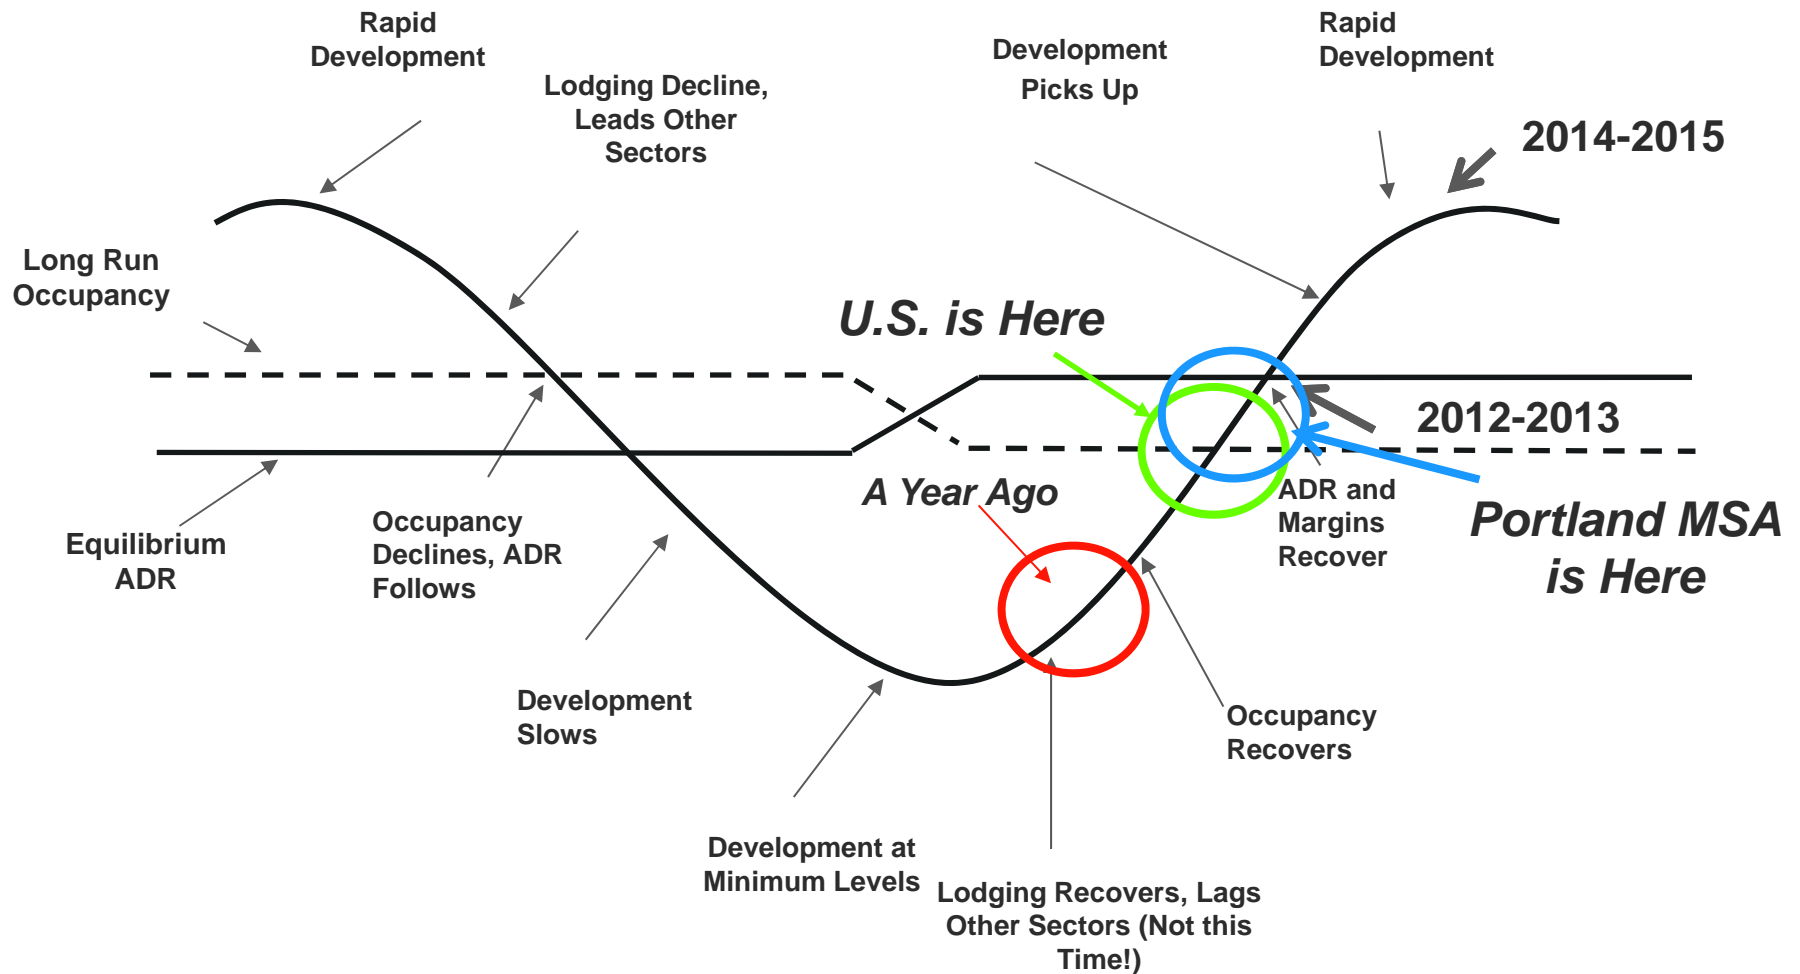 Rapid
Development
Lodging Decline,
Leads Other
Sectors
Development
Picks Up
Rapid
Development
2014-2015
Long Run
Occupancy
U.S. is Here
2012-2013
A Year Ago
ADR and
Margins
Recover
Portland MSA
is Here
Equilibrium
ADR
Occupancy
Declines, ADR
Follows
Development
Slows
Occupancy
Recovers
Development at
Minimum Levels
Lodging Recovers, Lags
Other Sectors (Not this
Time!)